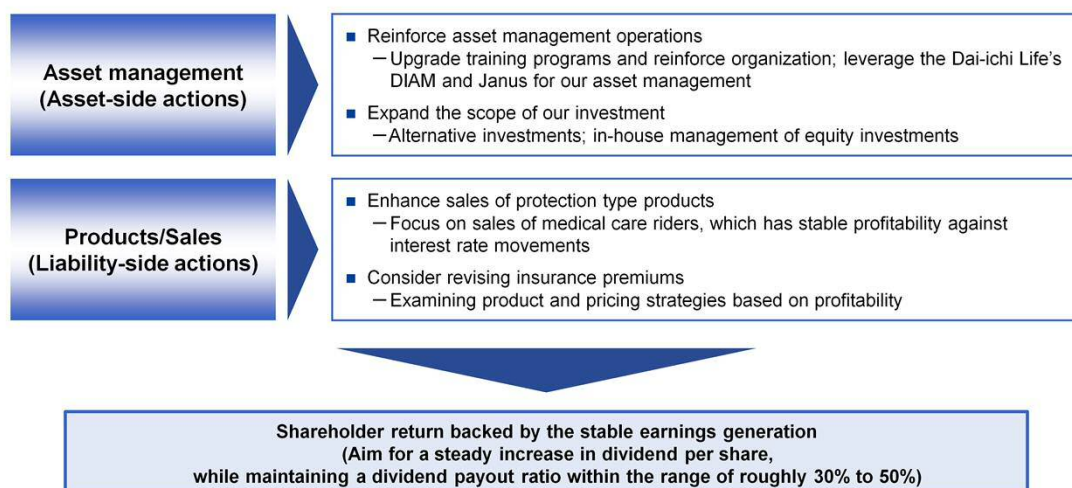 Asset management
(Asset-side actions)
■ Reinforce asset management operations
—Upgrade training programs and reinforce organization; leverage the Dai-ichi Life's
DIAM and Janus for our asset management
■ Expand the scope of our investment
—Alternative investments; in-house management of equity investments
Products/Sales
(Liability-side actions)
■ Enhance sales of protection type products
—Focus on sales of medical care riders, which has stable profitability against
interest rate movements
■ Consider revising insurance premiums
—Examining product and pricing strategies based on profitability
Shareholder return backed by the stable earnings generation
(Aim for a steady increase in dividend per share,
while maintaining a dividend payout ratio within the range of roughly 30% to 50%)